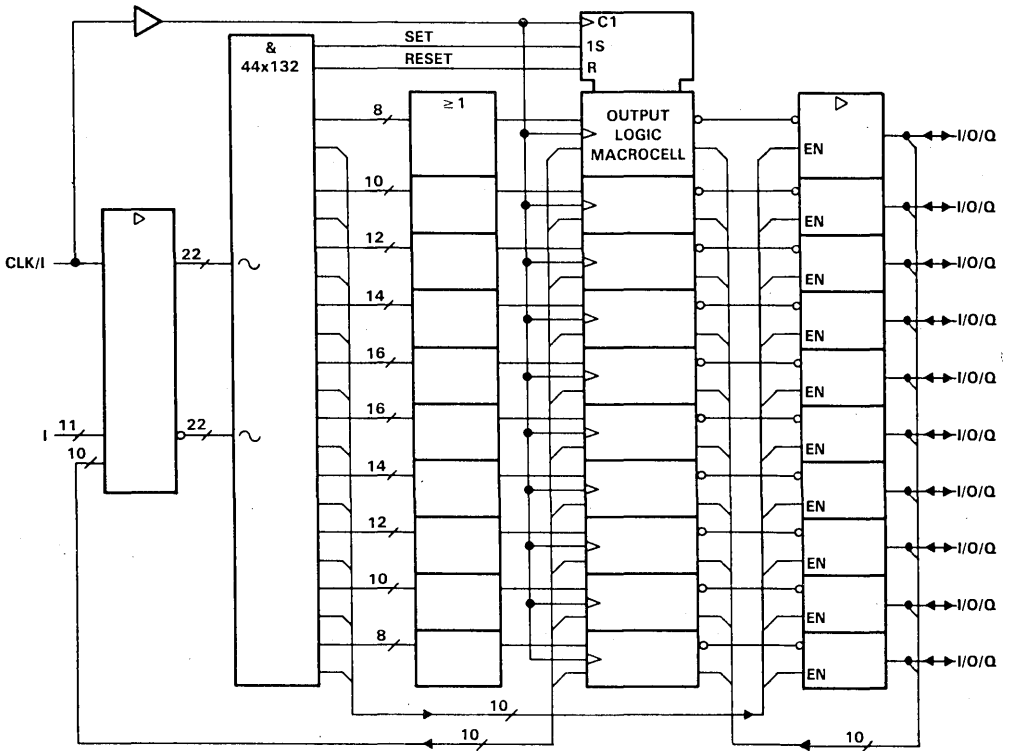 C1
SET
1S
&
44x132
RESET
R
8
≥ 1
OUTPUT
LOGIC
MACROCELL
EN
I/O/Q
10
EN
I/O/Q
12
CLK/I
22
EN
I/O/Q
14
EN
I/O/Q
16
EN
I/O/Q
16
I
11
22
EN
I/O/Q
10
14
EN
I/O/Q
12
EN
I/O/Q
10
EN
I/O/Q
8
EN
I/O/Q
10
10
10